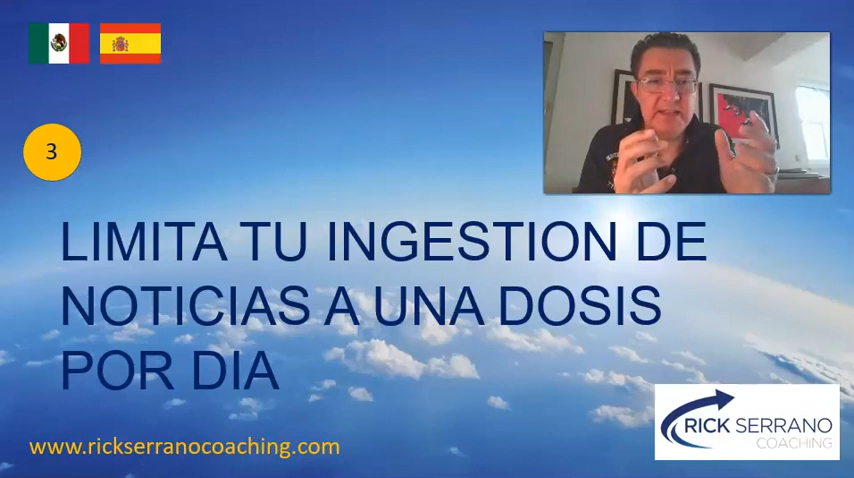 3
LIMITA TU INGESTION DE
NOTICIAS A UNA DOSIS
POR DIA
www.rickserranocoaching.com
RICK SERRANO
COACHING